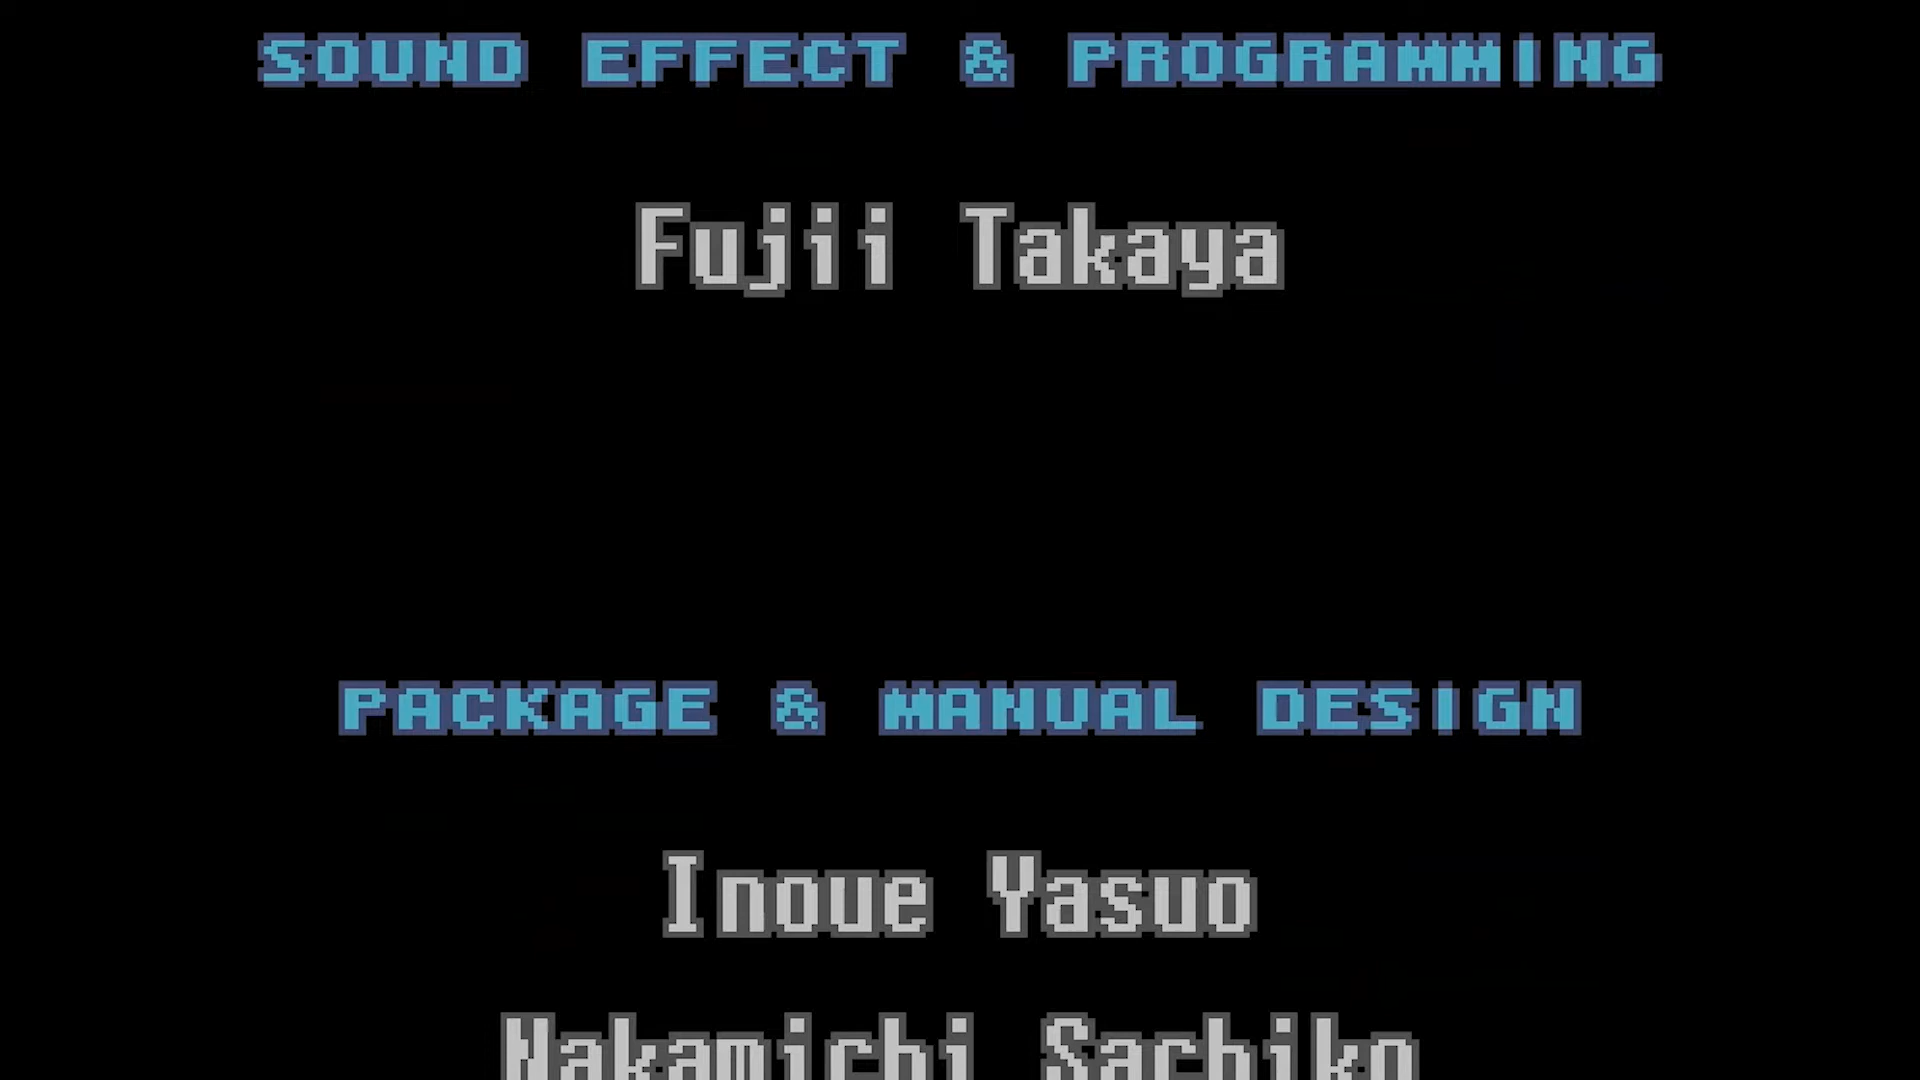 SOUND EFFECT & PROGRAMMING
Fujii Takaya
PACKAGE & MANUAL DESIGN
Inoue Yasuo
Nakamichi Sachiko